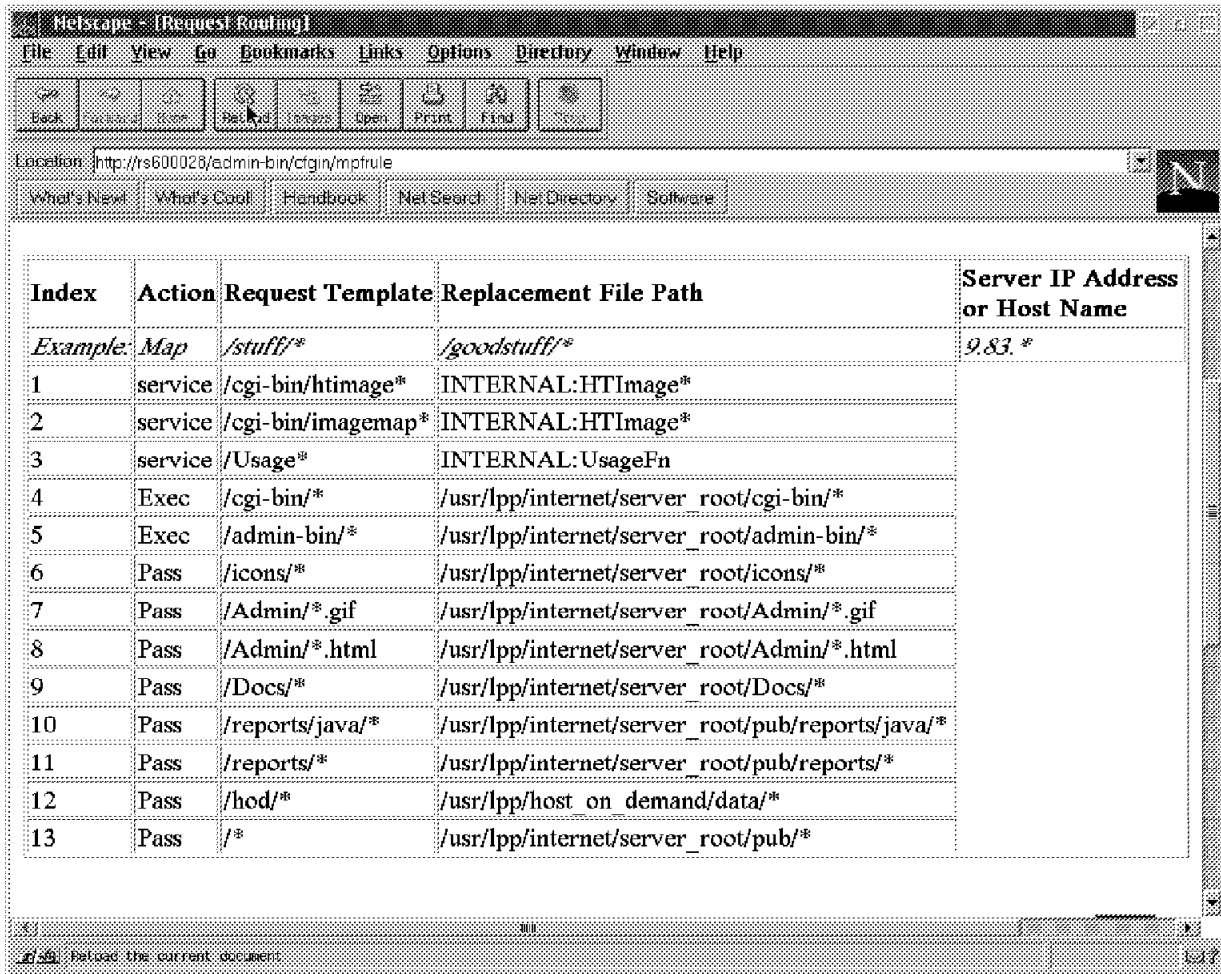 Netscape - [Request Routing]
File Edit View Go Bookmarks Links Options Directory Window Help
Back Forward Home Reload Images Open Print Find Stop
Location: http://rs600028/admin-bin/cfgin/mpfrule
What's New! What's Cool! Handbook Net Search Net Directory Software
N
Index Action Request Template Replacement File Path Server IP Address
or Host Name
Example: Map /stuff/* /goodstuff/* 9.83.*
1 service /cgi-bin/htimage* INTERNAL:HTImage*
2 service /cgi-bin/imagemap* INTERNAL:HTImage*
3 service /Usage* INTERNAL:UsageFn
4 Exec /cgi-bin/* /usr/lpp/internet/server_root/cgi-bin/*
5 Exec /admin-bin/* /usr/lpp/internet/server_root/admin-bin/*
6 Pass /icons/* /usr/lpp/internet/server_root/icons/*
7 Pass /Admin/*.gif /usr/lpp/internet/server_root/Admin/*.gif
8 Pass /Admin/*.html /usr/lpp/internet/server_root/Admin/*.html
9 Pass /Docs/* /usr/lpp/internet/server_root/Docs/*
10 Pass /reports/java/* /usr/lpp/internet/server_root/pub/reports/java/*
11 Pass /reports/* /usr/lpp/internet/server_root/pub/reports/*
12 Pass /hod/* /usr/lpp/host_on_demand/data/*
13 Pass /* /usr/lpp/internet/server_root/pub/*
Reload the current document